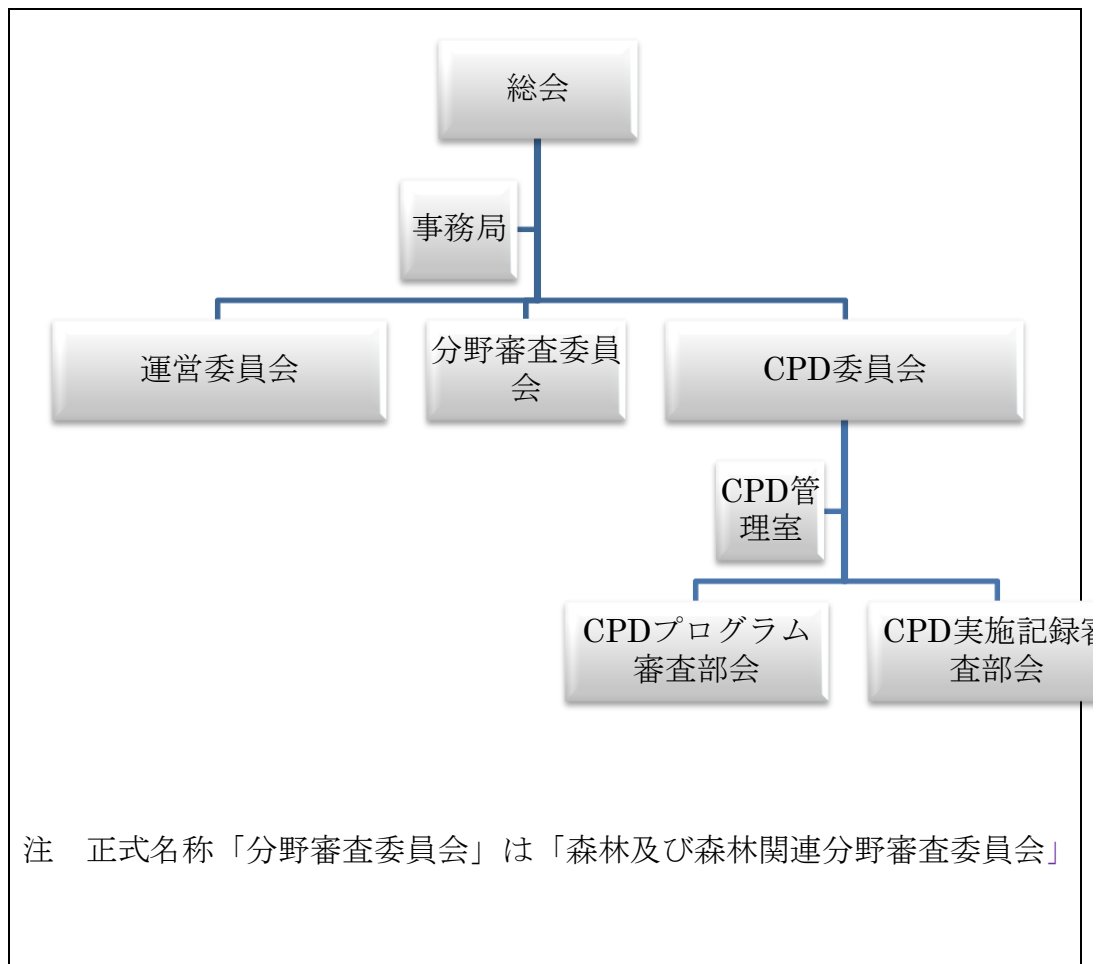 総会
事務局
運営委員会
分野審査委員
会
CPD委員会
CPD管
理室
CPDプログラム
審査部会
CPD実施記録審
査部会
注　正式名称「分野審査委員会」は「森林及び森林関連分野審査委員会」